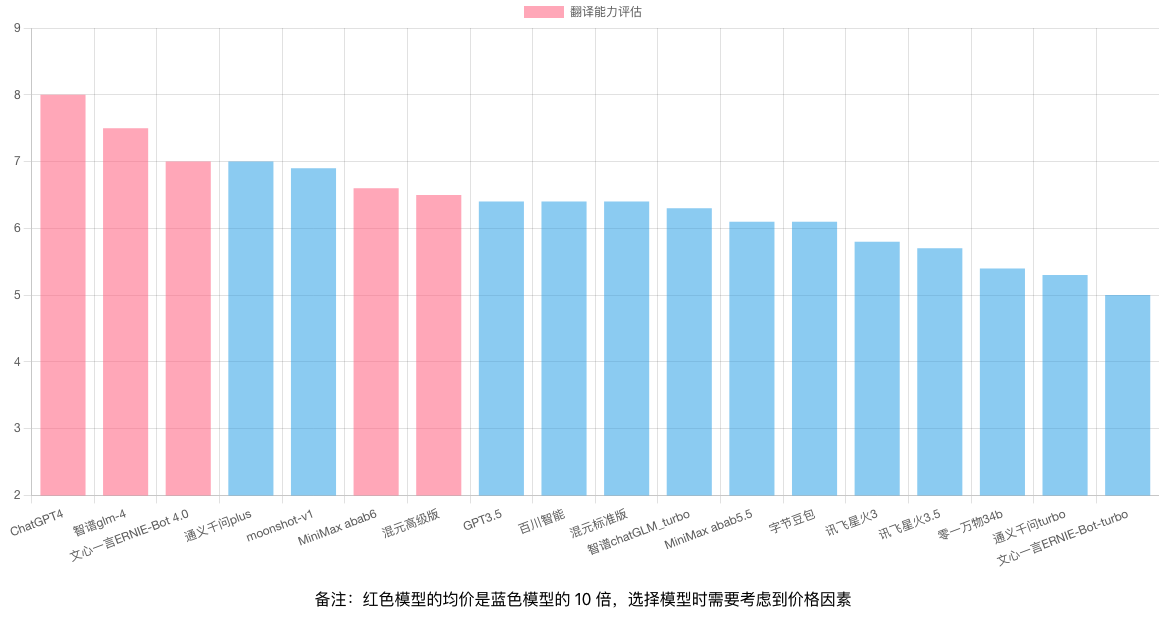 翻译能力评估
9
8
7
6
5
4
3
2
ChatGPT4
智谱glm-4
文心一言ERNIE-Bot 4.0
通义千问plus
moonshot-v1
MiniMax abab6
混元高级版
GPT3.5
百川智能
混元标准版
智谱chatGLM_turbo
MiniMax abab5.5
字节豆包
讯飞星火3
讯飞星火3.5
零一万物34b
通义千问turbo
文心一言ERNIE-Bot-turbo
备注：红色模型的均价是蓝色模型的 10 倍，选择模型时需要考虑到价格因素